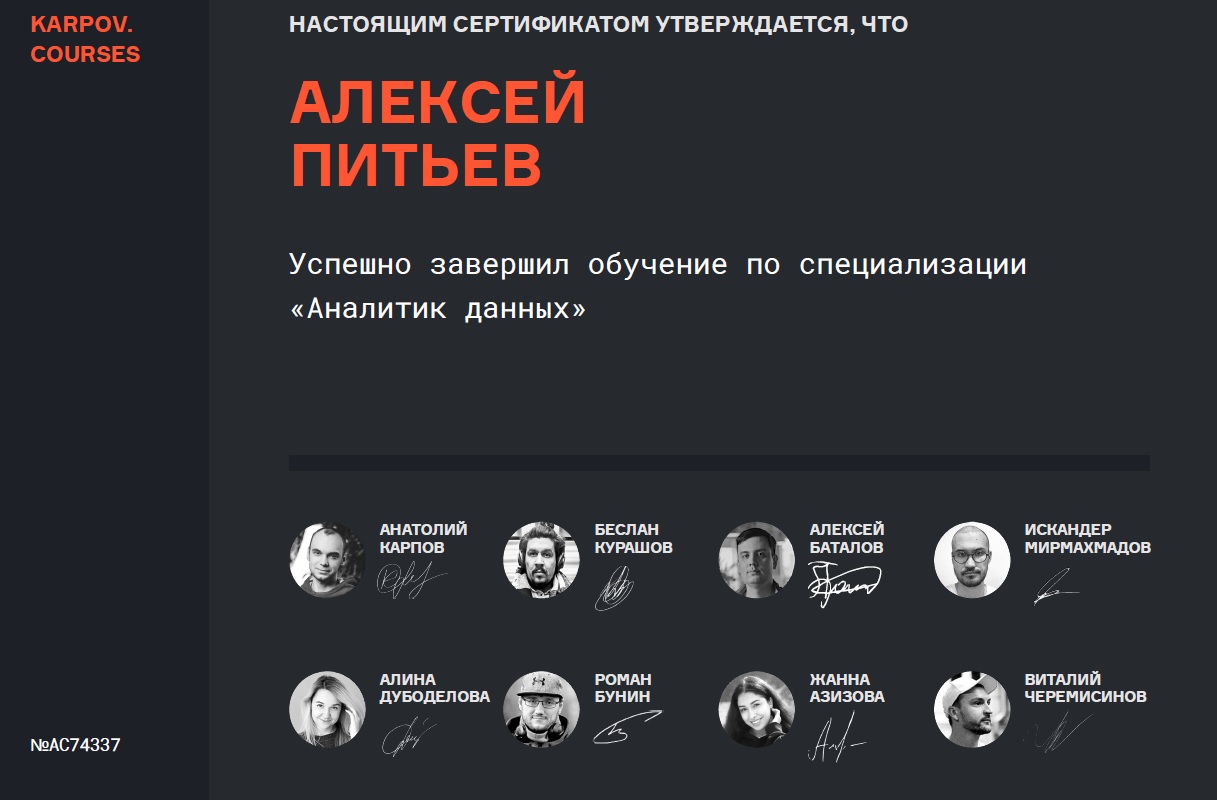 KARPOV.
COURSES
НАСТОЯЩИМ СЕРТИФИКАТОМ УТВЕРЖДАЕТСЯ, ЧТО
АЛЕКСЕЙ
ПИТЬЕВ
Успешно завершил обучение по специализации
«Аналитик данных»
АНАТОЛИЙ
КАРПОВ
БЕСЛАН
КУРАШОВ
АЛЕКСЕЙ
БАТАЛОВ
ИСКАНДЕР
МИРМАХМАДОВ
АЛИНА
ДУБОДЕЛОВА
РОМАН
БУНИН
ЖАННА
АЗИЗОВА
ВИТАЛИЙ
ЧЕРЕМИСИНОВ
№AC74337